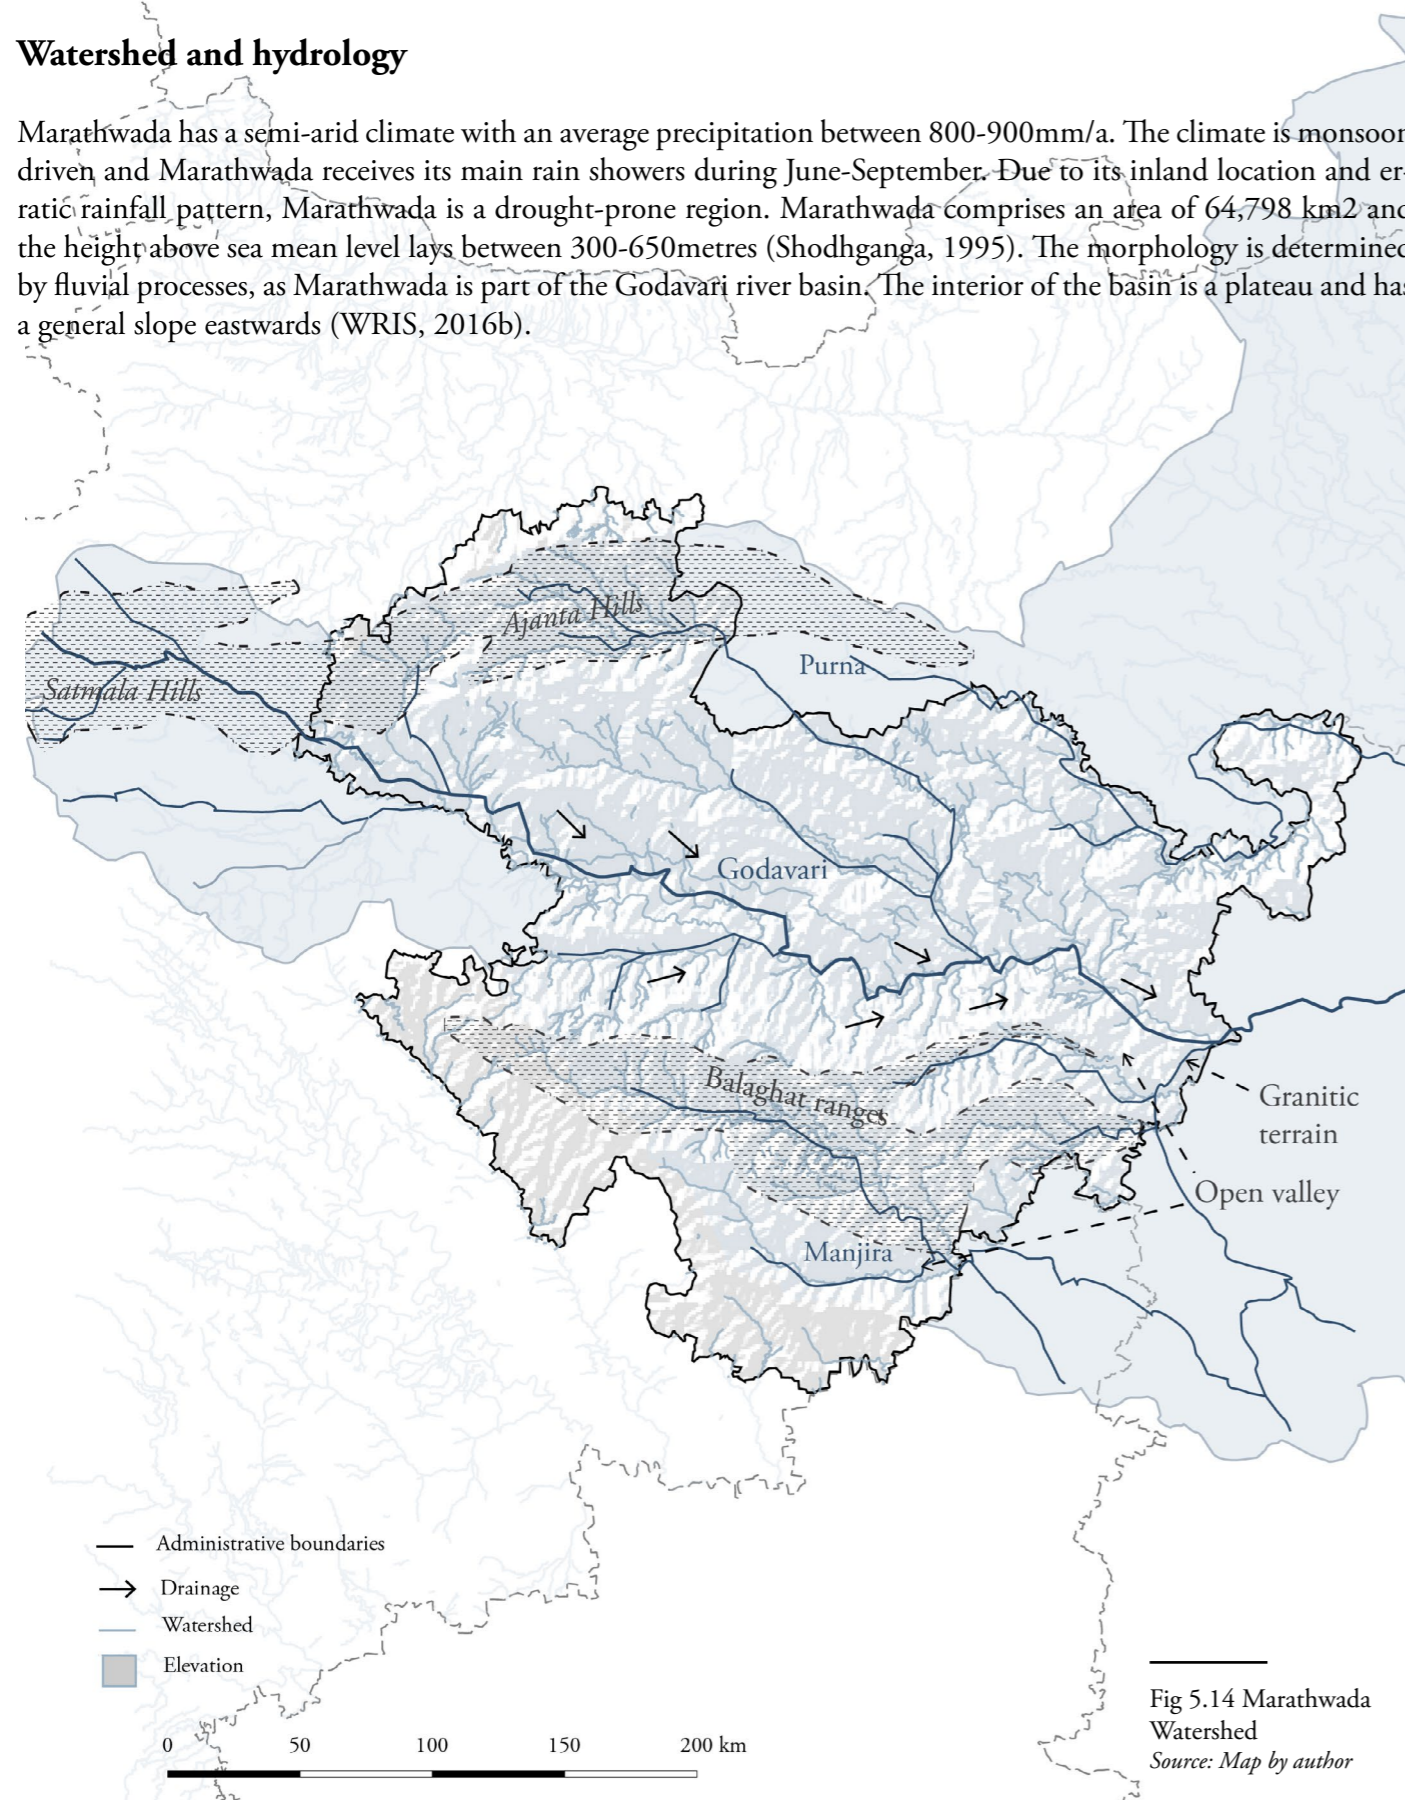 Watershed and hydrology
Marathwada has a semi-arid climate with an average precipitation between 800-900mm/a. The climate is monsoon
driven and Marathwada receives its main rain showers during June-September. Due to its inland location and er-
ratic rainfall pattern, Marathwada is a drought-prone region. Marathwada comprises an area of 64,798 km2 and
the height above sea mean level lays between 300-650metres (Shodhganga, 1995). The morphology is determined
by fluvial processes, as Marathwada is part of the Godavari river basin. The interior of the basin is a plateau and has
a general slope eastwards (WRIS, 2016b).
Ajanta Hills
Purna
Satmala Hills
Godavari
Balaghat ranges
Granitic
terrain
Open valley
Manjira
Administrative boundaries
Drainage
Watershed
Elevation
0 50 100 150 200 km
Fig 5.14 Marathwada
Watershed
Source: Map by author